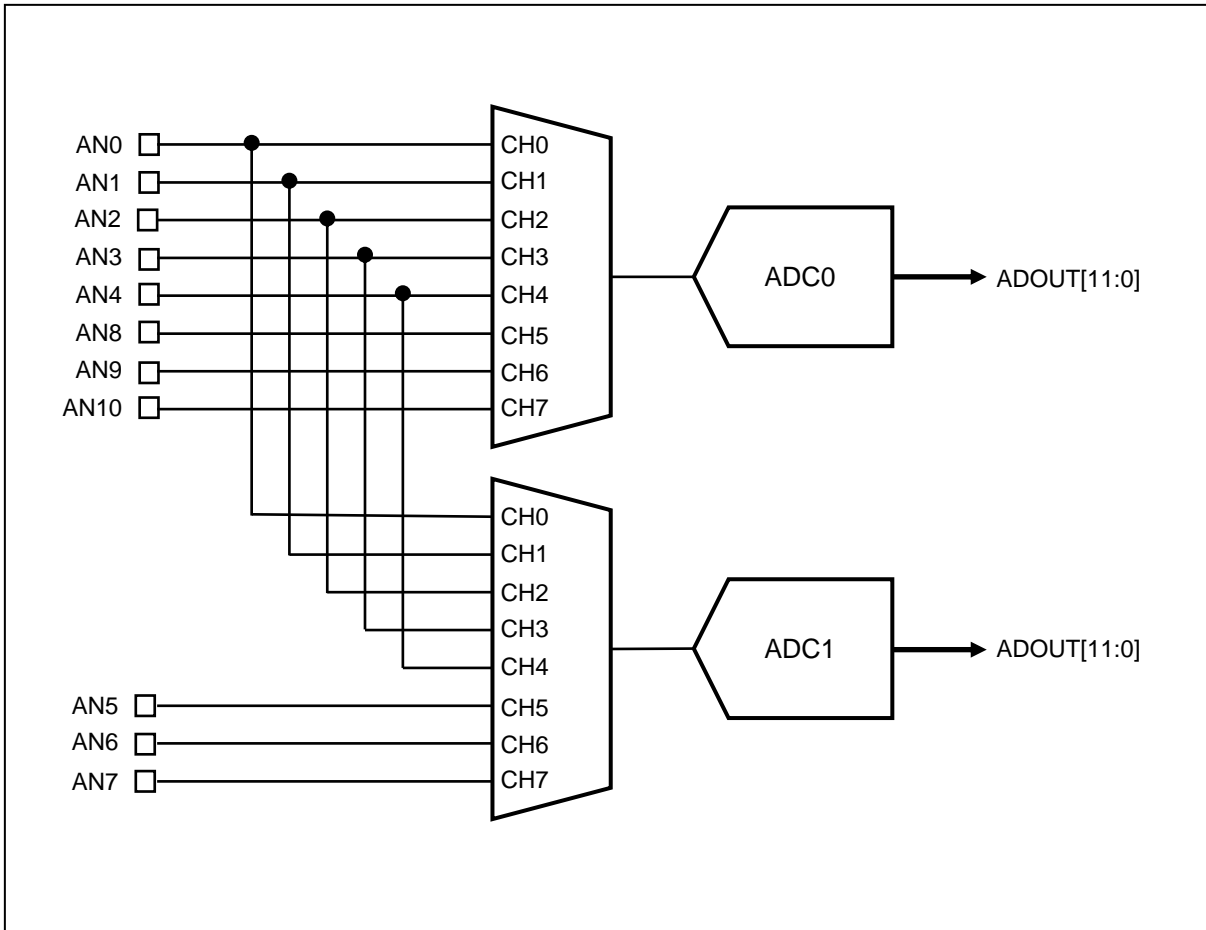 AN0 CH0
AN1 CH1
AN2 CH2
AN3 CH3
AN4 CH4
AN8 CH5
AN9 CH6
AN10 CH7
ADC0 ADOUT[11:0]
CH0
CH1
CH2
CH3
CH4
AN5 CH5
AN6 CH6
AN7 CH7
ADC1 ADOUT[11:0]